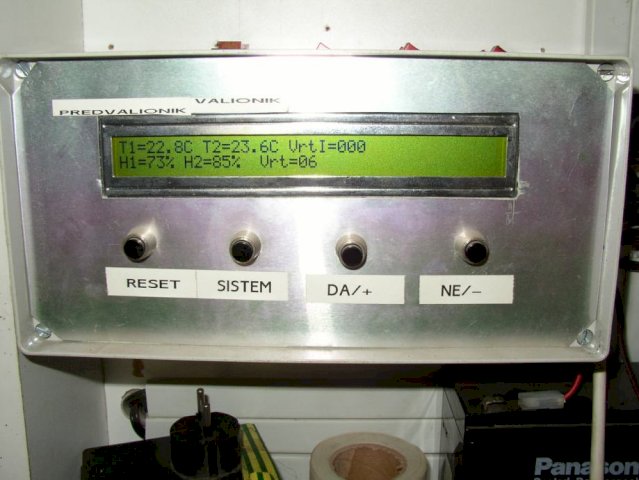 VALIONIK
PREDVALIONIK
T1=22.8C T2=23.6C VrtI=000
H1=73% H2=85% Vrt=06
RESET
SISTEM
DA/+
NE/-
Panason